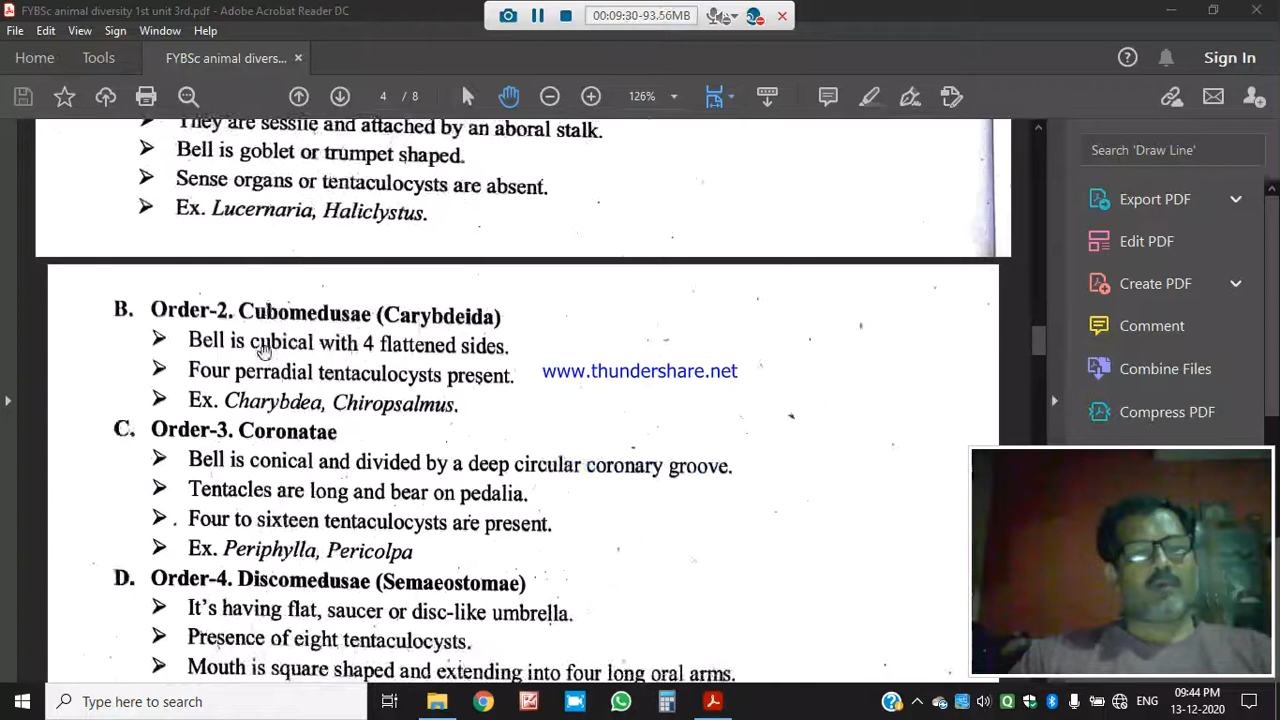 FYBSc animal diversity 1st unit 3rd.pdf - Adobe Acrobat Reader DC
00:09:30-93.56MB
File Edit View Sign Window Help
Home Tools FYBSc animal divers... × Sign In
4 / 8 126%
They are sessile and attached by an aboral stalk.
Bell is goblet or trumpet shaped.
Sense organs or tentaculocysts are absent.
Ex. Lucernaria, Haliclystus.
B. Order-2. Cubomedusae (Carybdeida)
Bell is cubical with 4 flattened sides.
Four perradial tentaculocysts present.
Ex. Charybdea, Chiropsalmus.
C. Order-3. Coronatae
Bell is conical and divided by a deep circular coronary groove.
Tentacles are long and bear on pedalia.
Four to sixteen tentaculocysts are present.
Ex. Periphylla, Pericolpa
D. Order-4. Discomedusae (Semaeostomae)
It's having flat, saucer or disc-like umbrella.
Presence of eight tentaculocysts.
Mouth is square shaped and extending into four long oral arms.
www.thundershare.net
Search 'Draw Line'
Export PDF
Edit PDF
Create PDF
Comment
Combine Files
Compress PDF
Type here to search
ENG
09:44 PM
13-12-2020